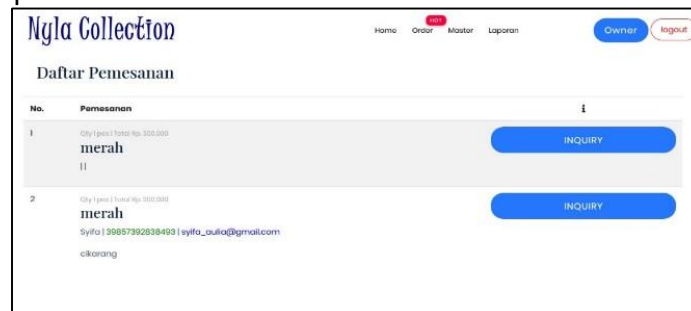 Nyla Collection
Home Order HOT Master Laporan Owner logout
Daftar Pemesanan
No. Pemesanan i
1 Qty 1 pcs | Total Rp. 300.000 INQUIRY
merah
| |
2 Qty 1 pcs | Total Rp. 300.000 INQUIRY
merah
Syifa | 39857392838493 | syifa_aulia@gmail.com
cikarang